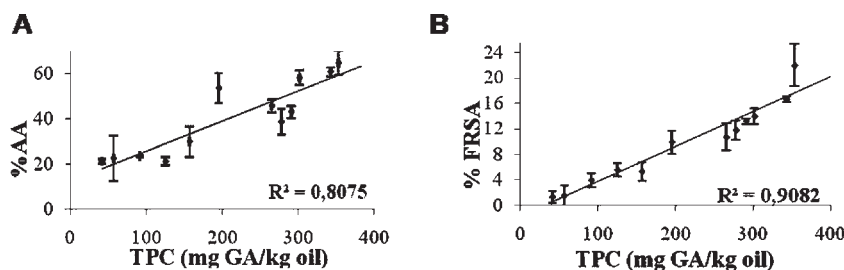 A
%AA
60
40
20
0
R² = 0,8075
0 100 200 300 400
TPC (mg GA/kg oil)
B
% FRSA
24
20
16
12
8
4
0
R² = 0,9082
0 100 200 300 400
TPC (mg GA/kg oil)